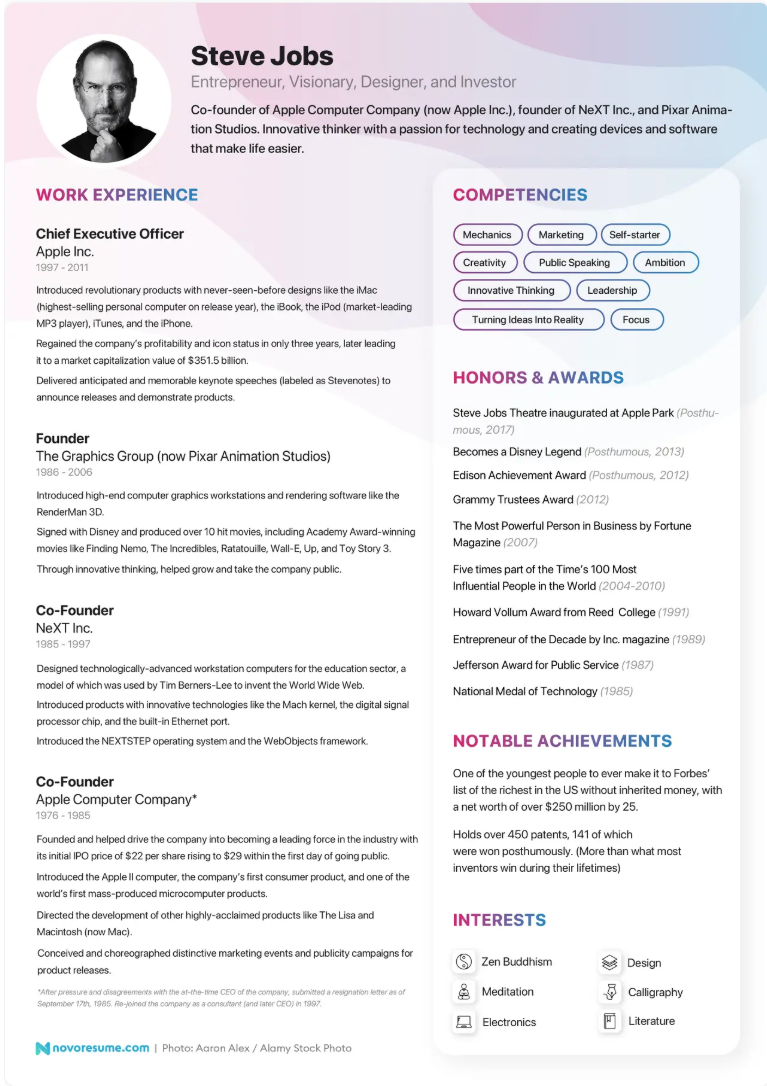 Steve Jobs
Entrepreneur, Visionary, Designer, and Investor
Co-founder of Apple Computer Company (now Apple Inc.), founder of NeXT Inc., and Pixar Anima-
tion Studios. Innovative thinker with a passion for technology and creating devices and software
that make life easier.
WORK EXPERIENCE
Chief Executive Officer
Apple Inc.
1997 - 2011
Introduced revolutionary products with never-seen-before designs like the iMac
(highest-selling personal computer on release year), the iBook, the iPod (market-leading
MP3 player), iTunes, and the iPhone.
Regained the company's profitability and icon status in only three years, later leading
it to a market capitalization value of $351.5 billion.
Delivered anticipated and memorable keynote speeches (labeled as Stevenotes) to
announce releases and demonstrate products.
Founder
The Graphics Group (now Pixar Animation Studios)
1986 - 2006
Introduced high-end computer graphics workstations and rendering software like the
RenderMan 3D.
Signed with Disney and produced over 10 hit movies, including Academy Award-winning
movies like Finding Nemo, The Incredibles, Ratatouille, Wall-E, Up, and Toy Story 3.
Through innovative thinking, helped grow and take the company public.
Co-Founder
NeXT Inc.
1985 - 1997
Designed technologically-advanced workstation computers for the education sector, a
model of which was used by Tim Berners-Lee to invent the World Wide Web.
Introduced products with innovative technologies like the Mach kernel, the digital signal
processor chip, and the built-in Ethernet port.
Introduced the NEXTSTEP operating system and the WebObjects framework.
Co-Founder
Apple Computer Company*
1976 - 1985
Founded and helped drive the company into becoming a leading force in the industry with
its initial IPO price of $22 per share rising to $29 within the first day of going public.
Introduced the Apple II computer, the company's first consumer product, and one of the
world's first mass-produced microcomputer products.
Directed the development of other highly-acclaimed products like The Lisa and
Macintosh (now Mac).
Conceived and choreographed distinctive marketing events and publicity campaigns for
product releases.
*After pressure and disagreements with the at-the-time CEO of the company, submitted a resignation letter as of
September 17th, 1985. Re-joined the company as a consultant (and later CEO) in 1997.
novoresume.com | Photo: Aaron Alex / Alamy Stock Photo
COMPETENCIES
Mechanics Marketing Self-starter
Creativity Public Speaking Ambition
Innovative Thinking Leadership
Turning Ideas Into Reality Focus
HONORS & AWARDS
Steve Jobs Theatre inaugurated at Apple Park (Posthu-
mous, 2017)
Becomes a Disney Legend (Posthumous, 2013)
Edison Achievement Award (Posthumous, 2012)
Grammy Trustees Award (2012)
The Most Powerful Person in Business by Fortune
Magazine (2007)
Five times part of the Time's 100 Most
Influential People in the World (2004-2010)
Howard Vollum Award from Reed College (1991)
Entrepreneur of the Decade by Inc. magazine (1989)
Jefferson Award for Public Service (1987)
National Medal of Technology (1985)
NOTABLE ACHIEVEMENTS
One of the youngest people to ever make it to Forbes'
list of the richest in the US without inherited money, with
a net worth of over $250 million by 25.
Holds over 450 patents, 141 of which
were won posthumously. (More than what most
inventors win during their lifetimes)
INTERESTS
Zen Buddhism Design
Meditation Calligraphy
Electronics Literature